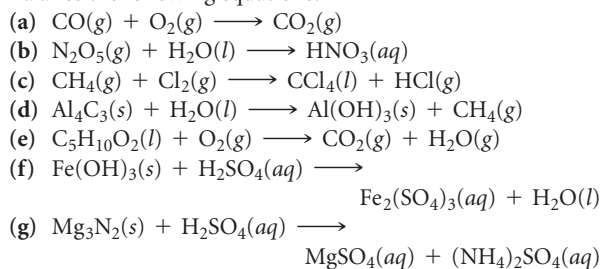 (a) CO(g) + O₂(g) ⟶ CO₂(g)
(b) N₂O₅(g) + H₂O(l) ⟶ HNO₃(aq)
(c) CH₄(g) + Cl₂(g) ⟶ CCl₄(l) + HCl(g)
(d) Al₄C₃(s) + H₂O(l) ⟶ Al(OH)₃(s) + CH₄(g)
(e) C₅H₁₀O₂(l) + O₂(g) ⟶ CO₂(g) + H₂O(g)
(f) Fe(OH)₃(s) + H₂SO₄(aq) ⟶
Fe₂(SO₄)₃(aq) + H₂O(l)
(g) Mg₃N₂(s) + H₂SO₄(aq) ⟶
MgSO₄(aq) + (NH₄)₂SO₄(aq)